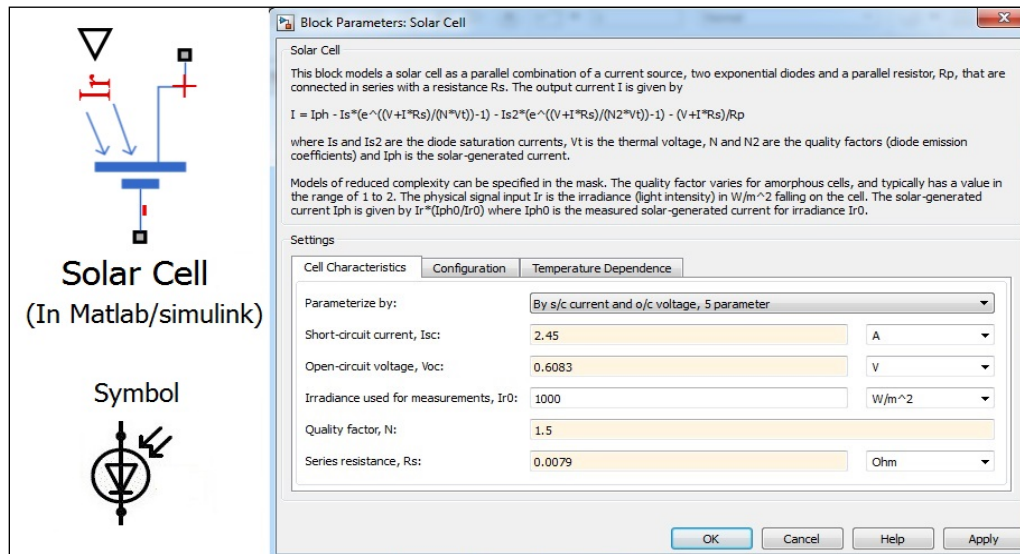 Ir
+
-
Solar Cell
(In Matlab/simulink)
Symbol
Block Parameters: Solar Cell
x
Solar Cell
This block models a solar cell as a parallel combination of a current source, two exponential diodes and a parallel resistor, Rp, that are
connected in series with a resistance Rs. The output current I is given by
I = Iph - Is*(e^((V+I*Rs)/(N*Vt))-1) - Is2*(e^((V+I*Rs)/(N2*Vt))-1) - (V+I*Rs)/Rp
where Is and Is2 are the diode saturation currents, Vt is the thermal voltage, N and N2 are the quality factors (diode emission
coefficients) and Iph is the solar-generated current.
Models of reduced complexity can be specified in the mask. The quality factor varies for amorphous cells, and typically has a value in
the range of 1 to 2. The physical signal input Ir is the irradiance (light intensity) in W/m^2 falling on the cell. The solar-generated
current Iph is given by Ir*(Iph0/Ir0) where Iph0 is the measured solar-generated current for irradiance Ir0.
Settings
Cell Characteristics Configuration Temperature Dependence
Parameterize by: By s/c current and o/c voltage, 5 parameter
Short-circuit current, Isc: 2.45 A
Open-circuit voltage, Voc: 0.6083 V
Irradiance used for measurements, Ir0: 1000 W/m^2
Quality factor, N: 1.5
Series resistance, Rs: 0.0079 Ohm
OK Cancel Help Apply